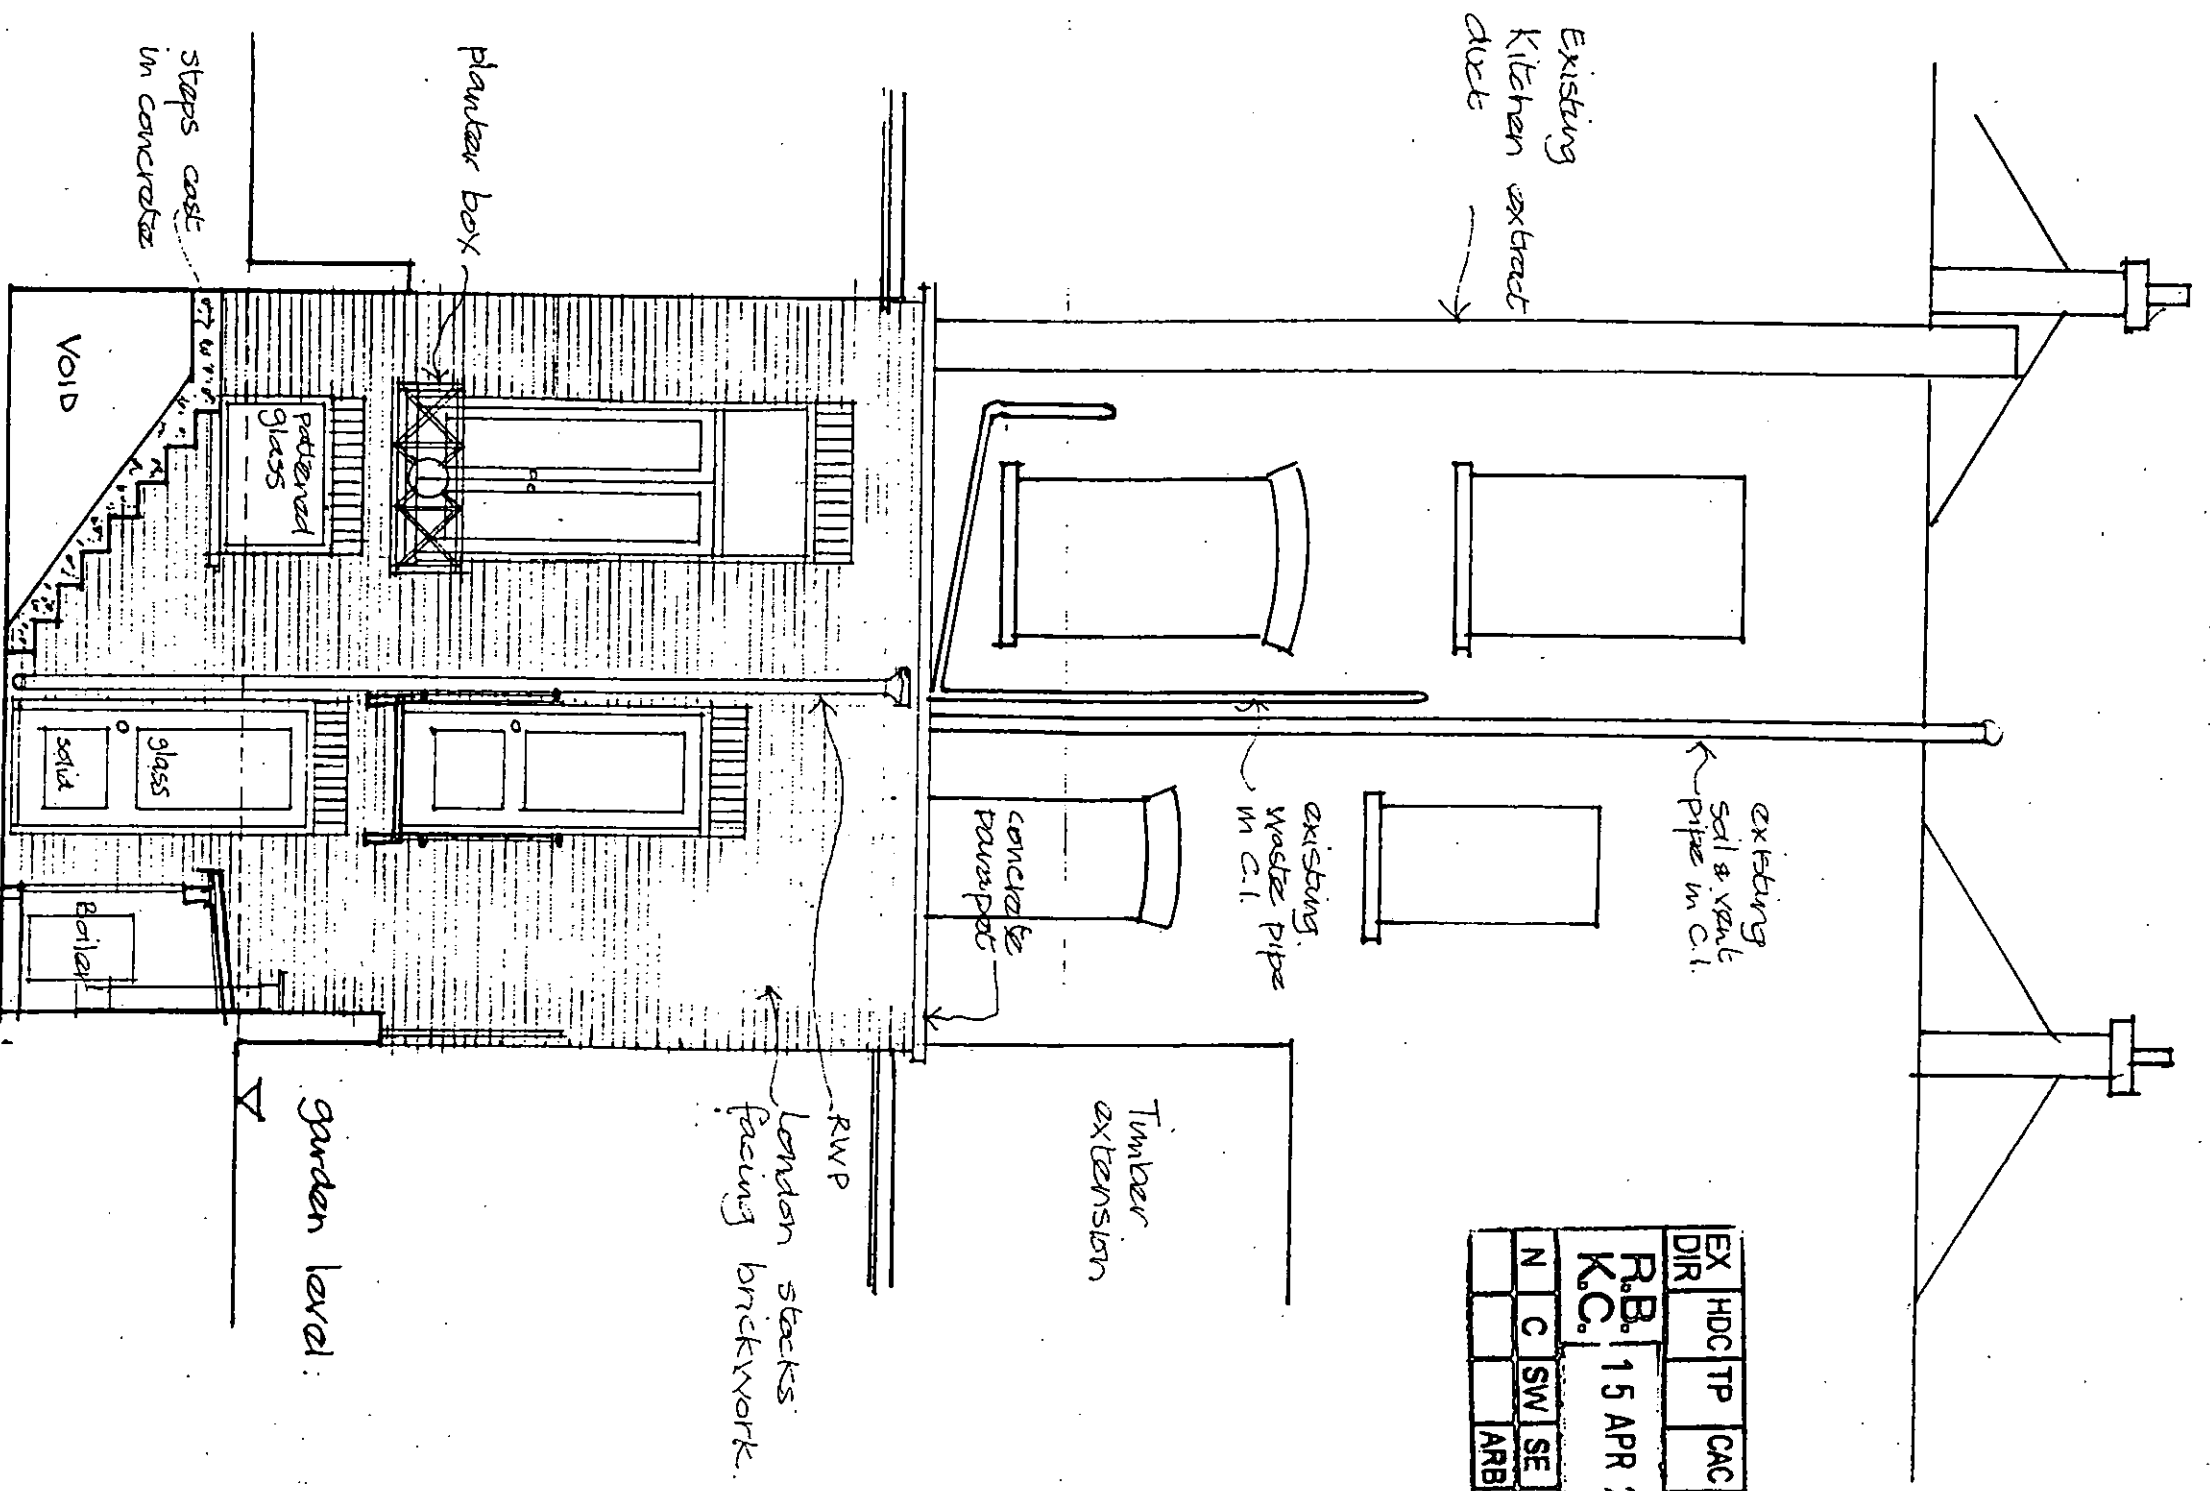 Existing
Kitchen extract
duct
existing
soil & vent
pipe in C.I.
existing
waste pipe
in C.I.
concrete
parapet
Timber
extension
RWP
London stocks
facing brickwork.
planter box
patterned
glass
glass
solid
steps cast
in concrete
VOID
Boiler
garden level.
EX
DIR
HDC
TP
CAC
R.B.
K.C.
15 APR
N
C
SW
SE
ARB